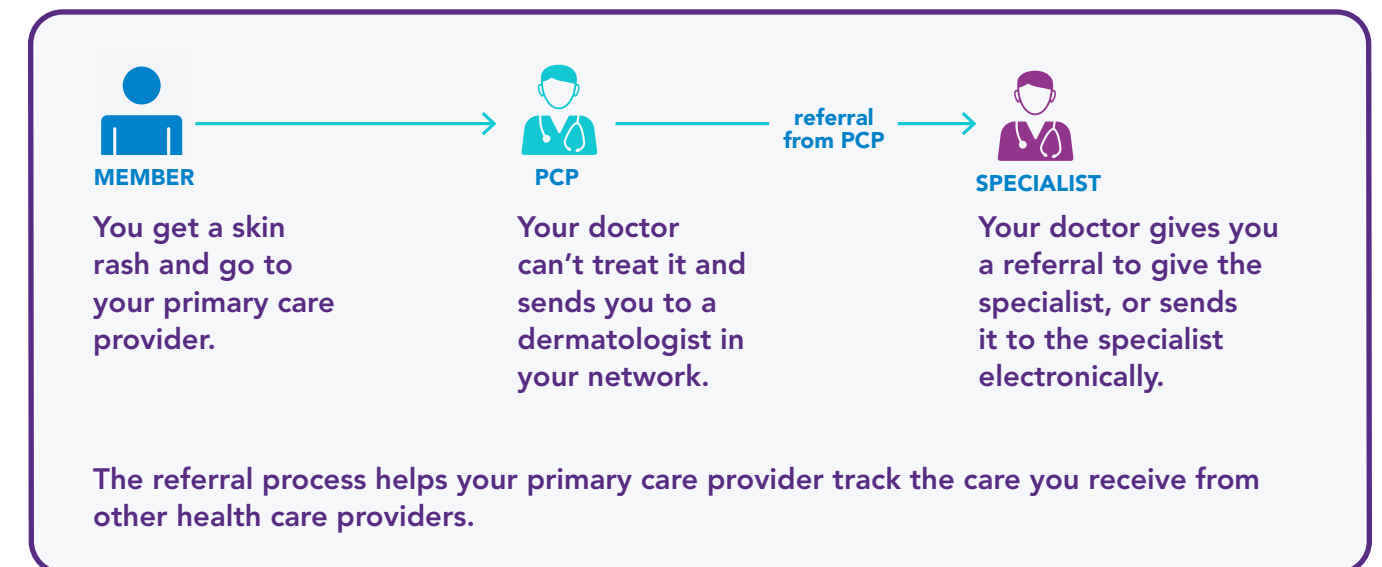 referral
from PCP
MEMBER
PCP
SPECIALIST
You get a skin
rash and go to
your primary care
provider.
Your doctor
can't treat it and
sends you to a
dermatologist in
your network.
Your doctor gives you
a referral to give the
specialist, or sends
it to the specialist
electronically.
The referral process helps your primary care provider track the care you receive from
other health care providers.